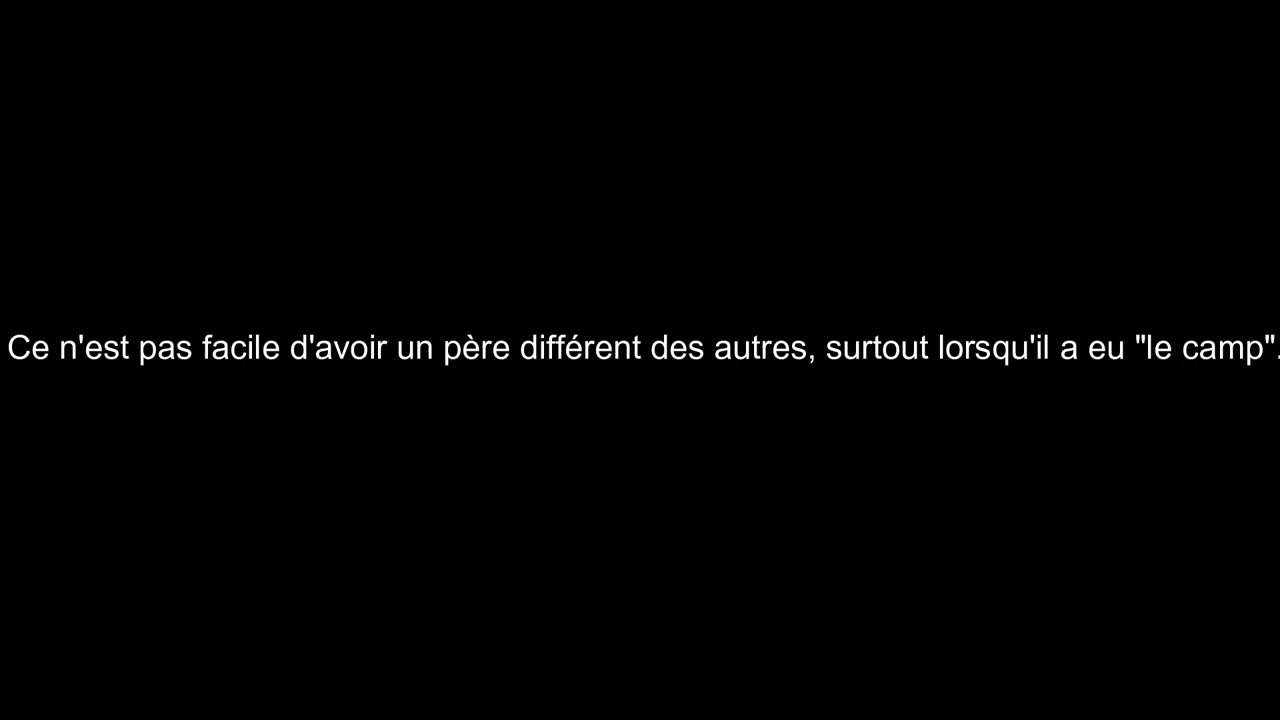 Ce n'est pas facile d'avoir un père différent des autres, surtout lorsqu'il a eu "le camp".